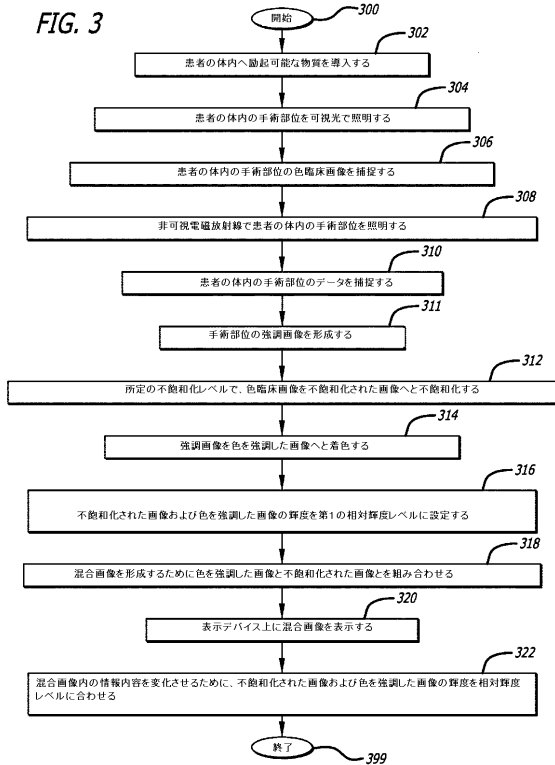 FIG. 3
開始
300
302
患者の体内へ励起可能な物質を導入する
304
患者の体内の手術部位を可視光で照明する
306
患者の体内の手術部位の色臨床画像を捕捉する
308
非可視電磁放射線で患者の体内の手術部位を照明する
310
患者の体内の手術部位のデータを捕捉する
311
手術部位の強調画像を形成する
312
所定の不飽和化レベルで、色臨床画像を不飽和化された画像へと不飽和化する
314
強調画像を色を強調した画像へと着色する
316
不飽和化された画像および色を強調した画像の輝度を第1の相対輝度レベルに設定する
318
混合画像を形成するために色を強調した画像と不飽和化された画像とを組み合わせる
320
表示デバイス上に混合画像を表示する
322
混合画像内の情報内容を変化させるために、不飽和化された画像および色を強調した画像の輝度を相対輝度
レベルに合わせる
終了
399